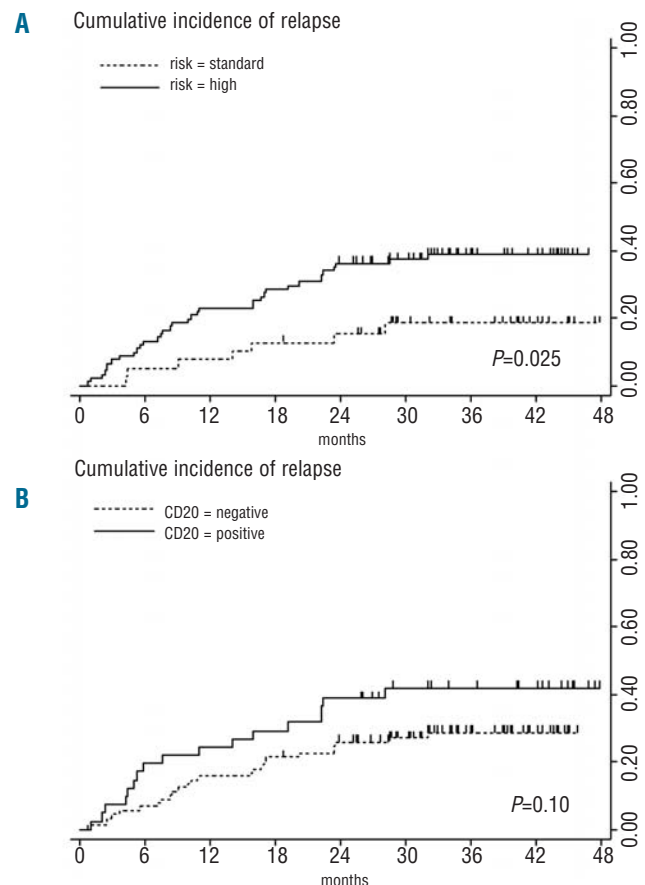 A
Cumulative incidence of relapse
risk = standard
risk = high
1.00
0.80
0.60
0.40
0.20
0.00
P=0.025
0 6 12 18 24 30 36 42 48
months
B
Cumulative incidence of relapse
CD20 = negative
CD20 = positive
1.00
0.80
0.60
0.40
0.20
0.00
P=0.10
0 6 12 18 24 30 36 42 48
months